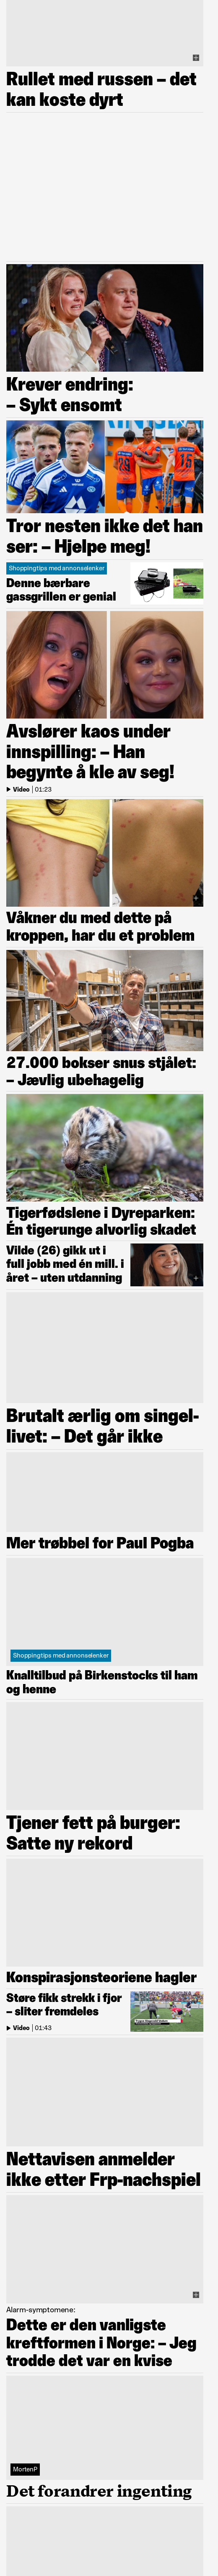 Rullet med russen – det
kan koste dyrt
Krever endring:
– Sykt ensomt
Tror nesten ikke det han
ser: – Hjelpe meg!
Shoppingtips med annonselenker
Denne bærbare
gassgrillen er genial
Avslører kaos under
innspilling: – Han
begynte å kle av seg!
Video | 01:23
Våkner du med dette på
kroppen, har du et problem
27.000 bokser snus stjålet:
– Jævlig ubehagelig
Tigerfødslene i Dyreparken:
Én tigerunge alvorlig skadet
Vilde (26) gikk ut i
full jobb med én mill. i
året – uten utdanning
Brutalt ærlig om singel-
livet: – Det går ikke
Mer trøbbel for Paul Pogba
Shoppingtips med annonselenker
Knalltilbud på Birkenstocks til ham
og henne
Tjener fett på burger:
Satte ny rekord
Konspirasjonsteoriene hagler
Støre fikk strekk i fjor
– sliter fremdeles
Video | 01:43
Nettavisen anmelder
ikke etter Frp-nachspiel
Alarm-symptomene:
Dette er den vanligste
kreftformen i Norge: – Jeg
trodde det var en kvise
MortenP
Det forandrer ingenting